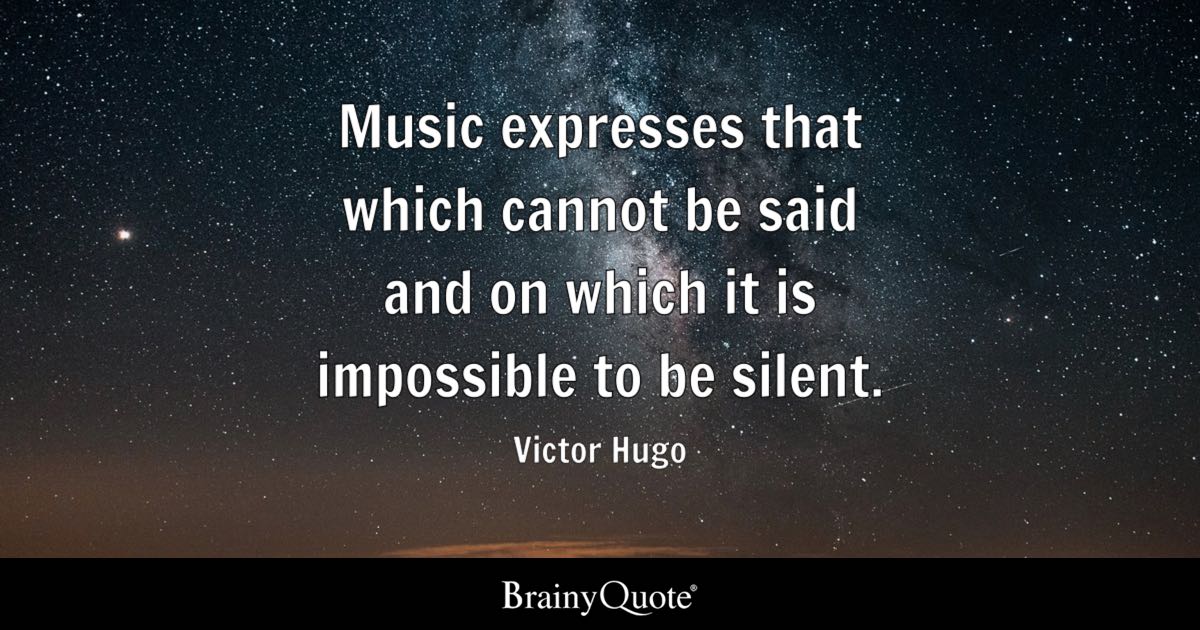 Music expresses that
which cannot be said
and on which it is
impossible to be silent.
Victor Hugo
BrainyQuote®